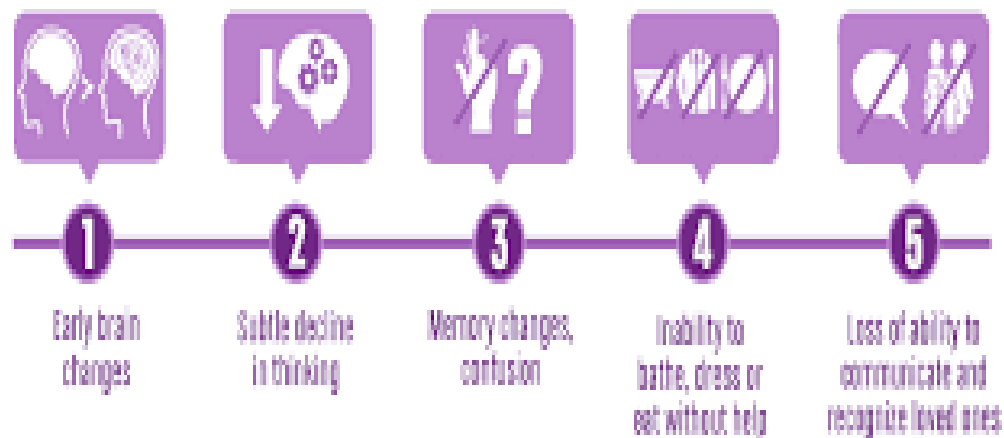 ?
1
2
3
4
5
Early brain
changes
Subtle decline
in thinking
Memory changes,
confusion
Inability to
bathe, dress or
eat without help
Loss of ability to
communicate and
recognize loved ones